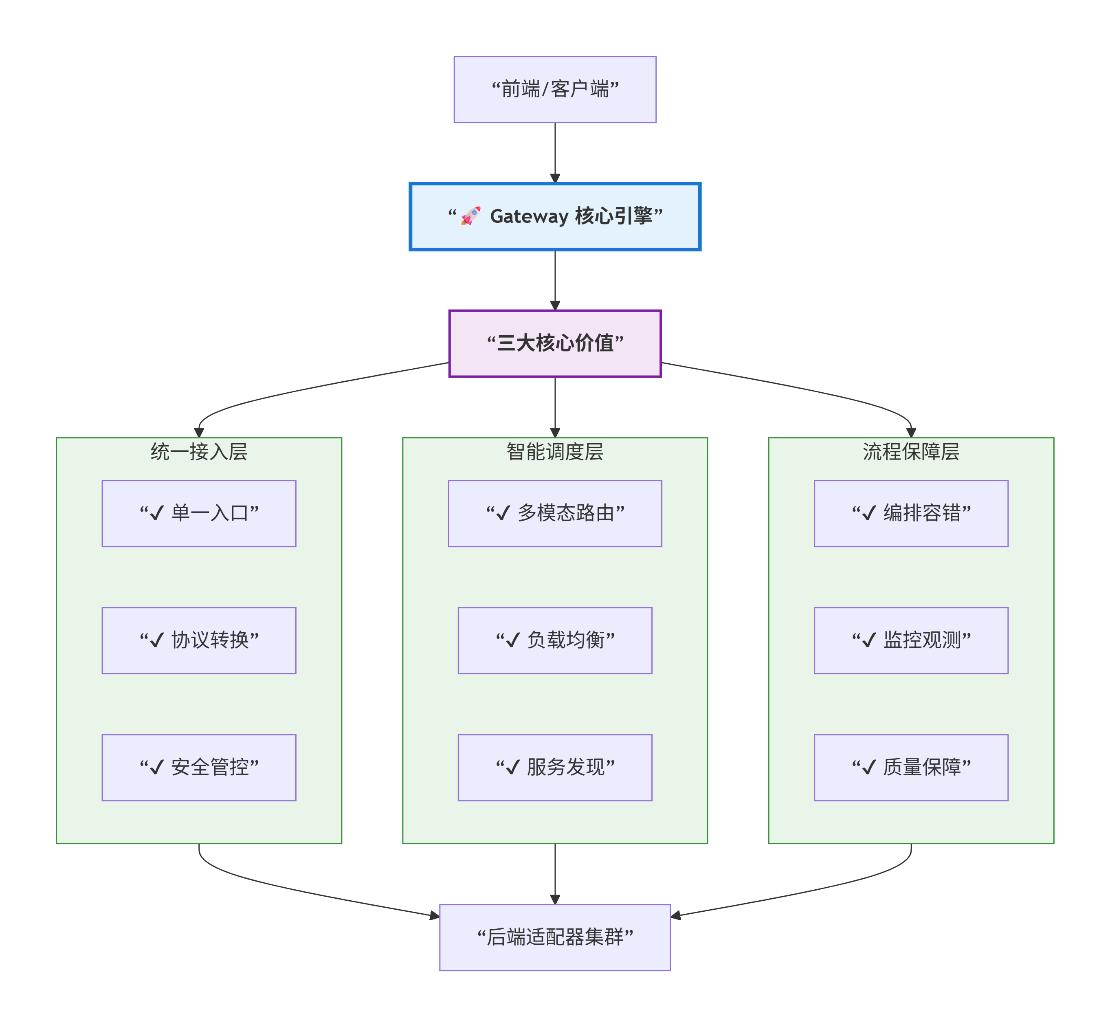 “前端/客户端”
“🚀 Gateway 核心引擎”
“三大核心价值”
统一接入层
“✓ 单一入口”
“✓ 协议转换”
“✓ 安全管控”
智能调度层
“✓ 多模态路由”
“✓ 负载均衡”
“✓ 服务发现”
流程保障层
“✓ 编排容错”
“✓ 监控观测”
“✓ 质量保障”
“后端适配器集群”